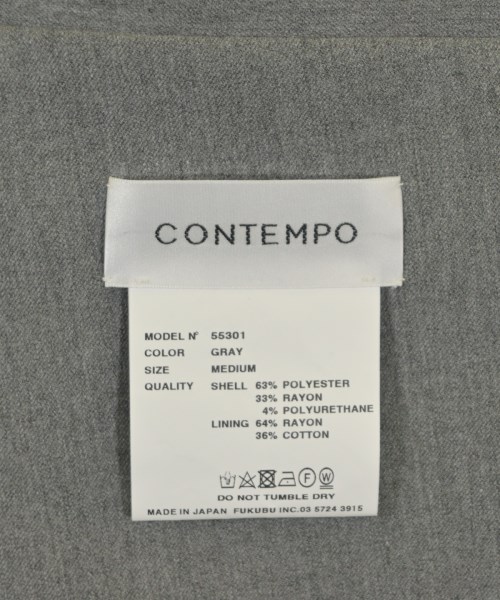 CONTEMPO
MODEL Nº 55301
COLOR GRAY
SIZE MEDIUM
QUALITY SHELL 63% POLYESTER
33% RAYON
4% POLYURETHANE
LINING 64% RAYON
36% COTTON
F W
DO NOT TUMBLE DRY
MADE IN JAPAN FUKUBU INC.03 5724 3915